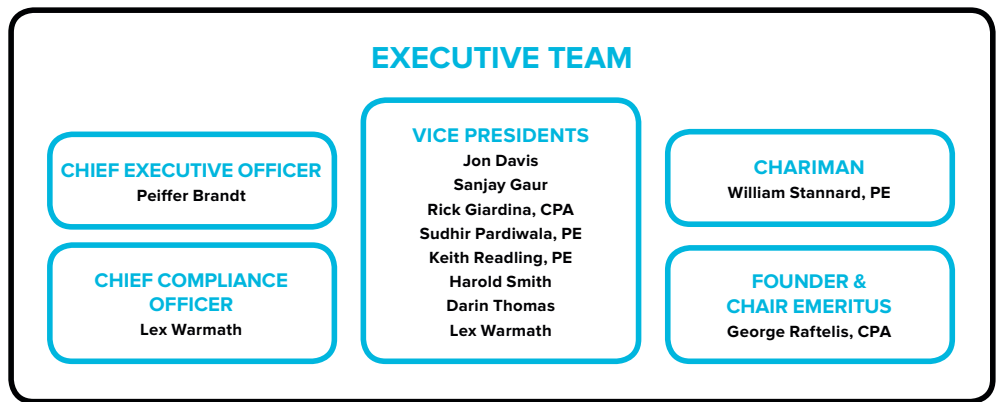 EXECUTIVE TEAM
CHIEF EXECUTIVE OFFICER
Peiffer Brandt
CHIEF COMPLIANCE
OFFICER
Lex Warmath
VICE PRESIDENTS
Jon Davis
Sanjay Gaur
Rick Giardina, CPA
Sudhir Pardiwala, PE
Keith Readling, PE
Harold Smith
Darin Thomas
Lex Warmath
CHARIMAN
William Stannard, PE
FOUNDER &
CHAIR EMERITUS
George Raftelis, CPA